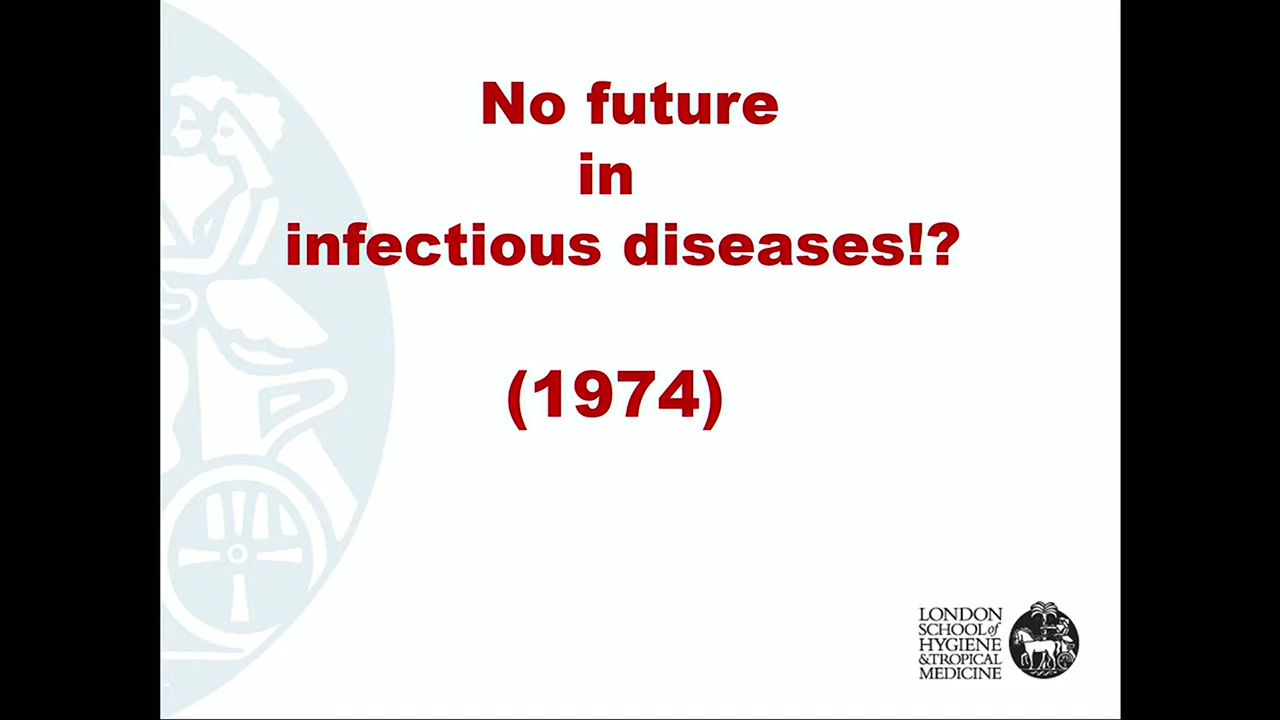 No future
in
infectious diseases!?
(1974)
LONDON
SCHOOL of
HYGIENE
& TROPICAL
MEDICINE